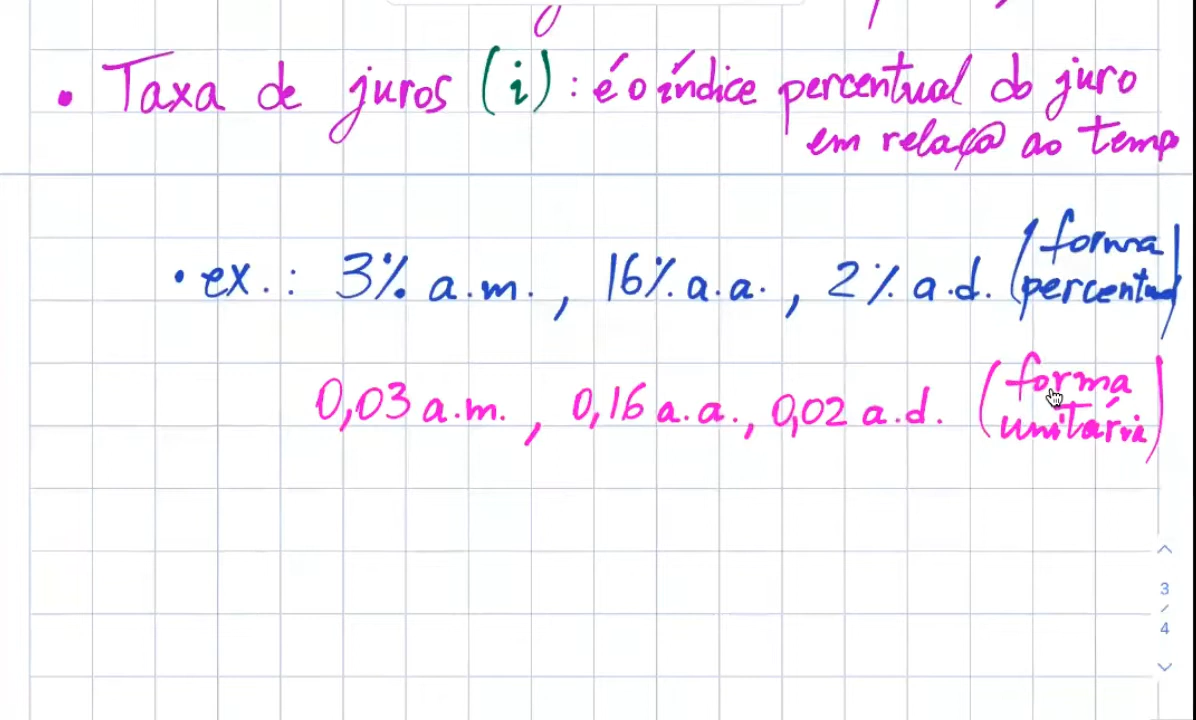 • Taxa de juros (i): é o índice percentual do juro
em relação ao temp
• ex.: 3% a.m., 16% a.a., 2% a.d. (forma
percentual)
0,03 a.m., 0,16 a.a., 0,02 a.d. (forma
unitária)
3
/
4